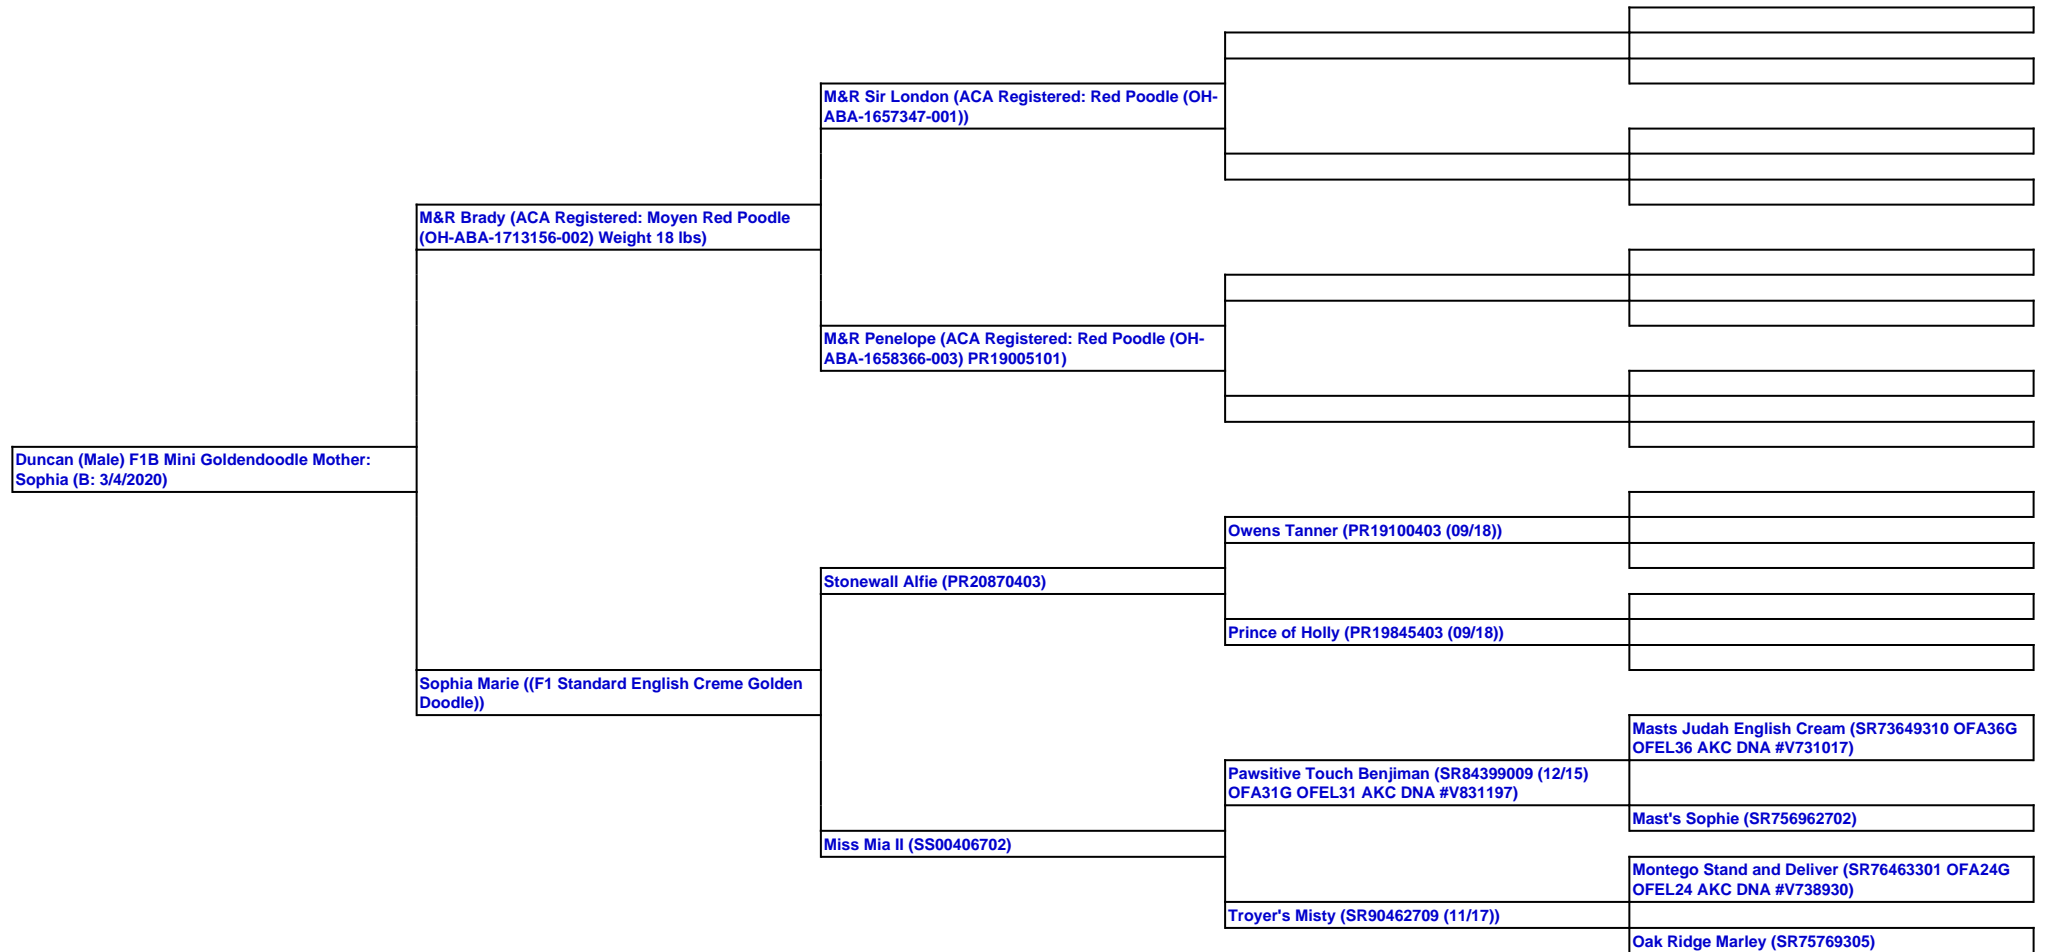 M&R Sir London (ACA Registered: Red Poodle (OH-
ABA-1657347-001))
M&R Brady (ACA Registered: Moyen Red Poodle
(OH-ABA-1713156-002) Weight 18 lbs)
M&R Penelope (ACA Registered: Red Poodle (OH-
ABA-1658366-003) PR19005101)
Duncan (Male) F1B Mini Goldendoodle Mother:
Sophia (B: 3/4/2020)
Owens Tanner (PR19100403 (09/18))
Stonewall Alfie (PR20870403)
Prince of Holly (PR19845403 (09/18))
Sophia Marie ((F1 Standard English Creme Golden
Doodle))
Masts Judah English Cream (SR73649310 OFA36G
OFEL36 AKC DNA #V731017)
Pawsitive Touch Benjiman (SR84399009 (12/15)
OFA31G OFEL31 AKC DNA #V831197)
Mast's Sophie (SR756962702)
Miss Mia II (SS00406702)
Montego Stand and Deliver (SR76463301 OFA24G
OFEL24 AKC DNA #V738930)
Troyer's Misty (SR90462709 (11/17))
Oak Ridge Marley (SR75769305)